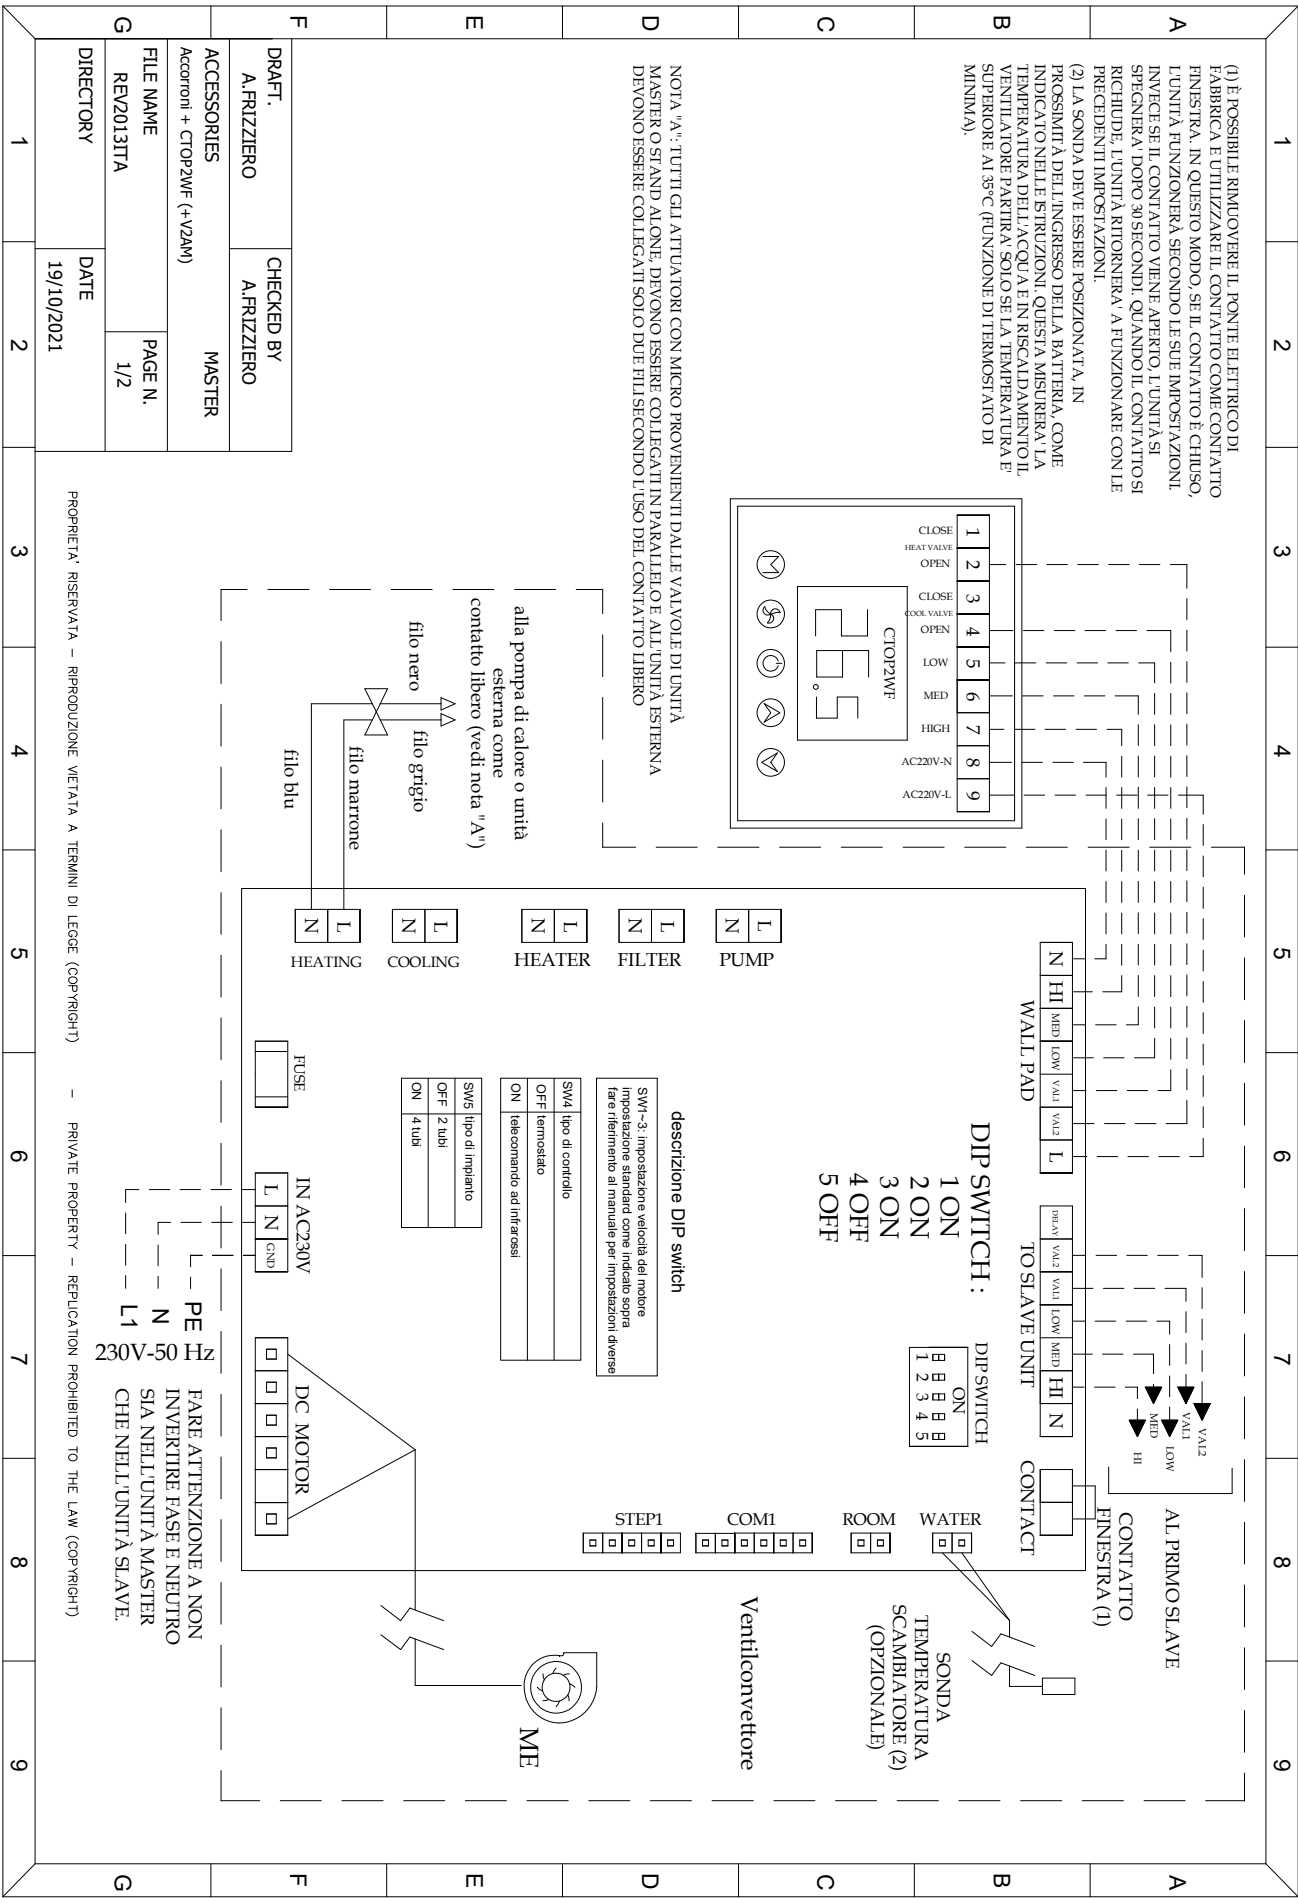 1
2
3
4
5
6
7
8
9
A
B
C
D
E
F
G
(1) È POSSIBILE RIMUOVERE IL PONTE ELETTRICO DI
FABBRICA E UTILIZZARE IL CONTATTO COME CONTATTO
FINESTRA. IN QUESTO MODO, SE IL CONTATTO È CHIUSO,
L'UNITÀ FUNZIONERÀ SECONDO LE SUE IMPOSTAZIONI.
INVECE SE IL CONTATTO VIENE APERTO, L'UNITÀ SI
SPEGNERA' DOPO 30 SECONDI. QUANDO IL CONTATTO SI
RICHIUDE, L'UNITÀ RITORNERA' A FUNZIONARE CON LE
PRECEDENTI IMPOSTAZIONI.
(2) LA SONDA DEVE ESSERE POSIZIONATA, IN
PROSSIMITÀ DELL'INGRESSO DELLA BATTERIA, COME
INDICATO NELLE ISTRUZIONI. QUESTA MISURERA' LA
TEMPERATURA DELL'ACQUA E IN RISCALDAMENTO IL
VENTILATORE PARTIRA' SOLO SE LA TEMPERATURA E'
SUPERIORE AI 35°C (FUNZIONE DI TERMOSTATO DI
MINIMA).
NOTA "A": TUTTI GLI ATTUATORI CON MICRO PROVENIENTI DALLE VALVOLE DI UNITÀ
MASTER O STAND ALONE, DEVONO ESSERE COLLEGATI IN PARALLELO E ALL'UNITÀ ESTERNA
DEVONO ESSERE COLLEGATI SOLO DUE FILI SECONDO L'USO DEL CONTATTO LIBERO
1 2 3 4 5 6 7 8 9
CLOSE
HEAT VALVE
OPEN
CLOSE
COOL VALVE
OPEN
LOW
MED
HIGH
AC220V-N
AC220V-L
CTOP2WF
26.5
M
N HI MED LOW VAL1 VAL2 L
WALL PAD
DELAY VAL2 VAL1 LOW MED HI N
TO SLAVE UNIT
VAL2
VAL1
LOW
MED
HI
AL PRIMO SLAVE
CONTATTO
FINESTRA (1)
CONTACT
DIP SWITCH :
1 ON
2 ON
3 ON
4 OFF
5 OFF
DIP SWITCH
ON
1 2 3 4 5
WATER
ROOM
COM1
STEP1
SONDA
TEMPERATURA
SCAMBIATORE (2)
(OPZIONALE)
Ventilconvettore
ME
L
N
PUMP
L
N
FILTER
L
N
HEATER
L
N
COOLING
L
N
HEATING
descrizione DIP switch
SW1~3: impostazione velocità del motore
impostazione standard come indicato sopra
fare riferimento al manuale per impostazioni diverse
SW4 tipo di controllo
OFF termostato
ON telecomando ad infrarossi
SW5 tipo di impianto
OFF 2 tubi
ON 4 tubi
alla pompa di calore o unità
esterna come
contatto libero (vedi nota "A")
filo nero
filo grigio
filo marrone
filo blu
FUSE
IN AC230V
L N GND
DC MOTOR
PE
N
L1
230V-50 Hz
FARE ATTENZIONE A NON
INVERTIRE FASE E NEUTRO
SIA NELL'UNITÀ MASTER
CHE NELL'UNITÀ SLAVE.
DRAFT.
A.FRIZZIERO
CHECKED BY
A.FRIZZIERO
ACCESSORIES
Accorroni + CTOP2WF (+V2AM)
MASTER
FILE NAME
REV2013ITA
PAGE N.
1/2
DIRECTORY
DATE
19/10/2021
PROPRIETA' RISERVATA – RIPRODUZIONE VIETATA A TERMINI DI LEGGE (COPYRIGHT) – PRIVATE PROPERTY – REPLICATION PROHIBITED TO THE LAW (COPYRIGHT)
1
2
3
4
5
6
7
8
9
A
B
C
D
E
F
G